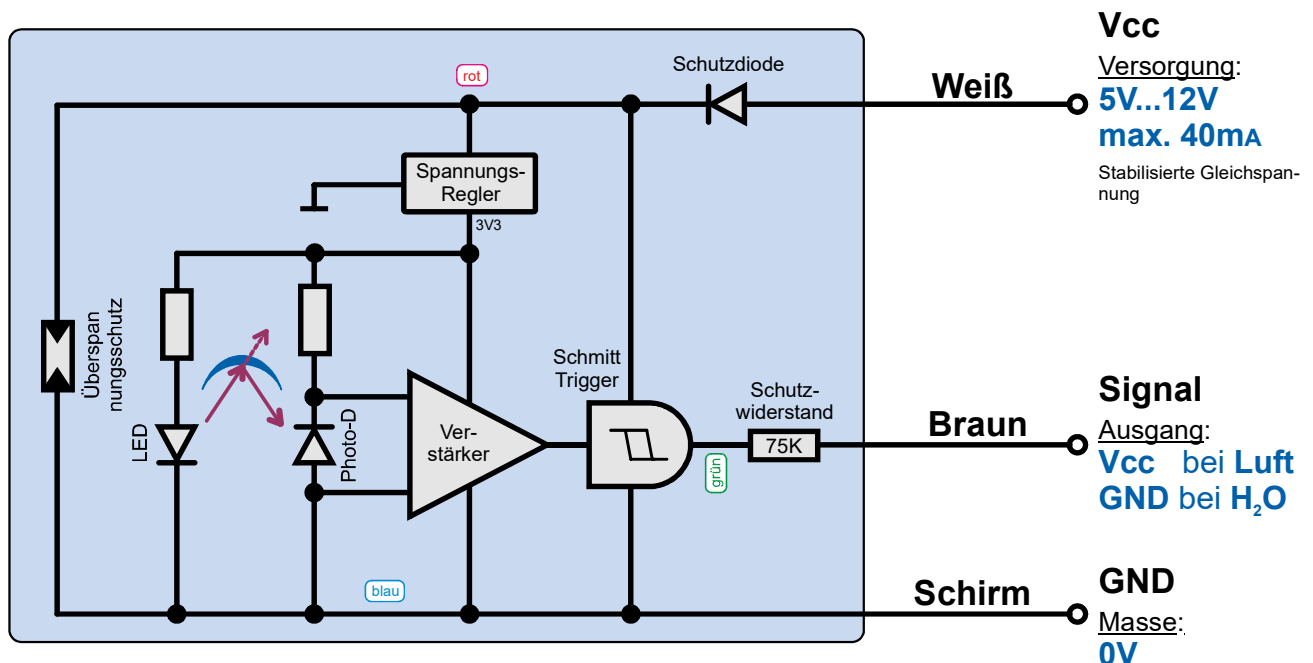 Vcc
Versorgung:
5V...12V
max. 40mA
Stabilisierte Gleichspan-
nung
Weiß
Schutzdiode
rot
Spannungs-
Regler
3V3
Überspan
nungsschutz
LED
Photo-D
Ver-
stärker
Schmitt
Trigger
Schutz-
widerstand
75K
grün
Braun
Signal
Ausgang:
Vcc bei Luft
GND bei H₂O
blau
Schirm
GND
Masse:
0V